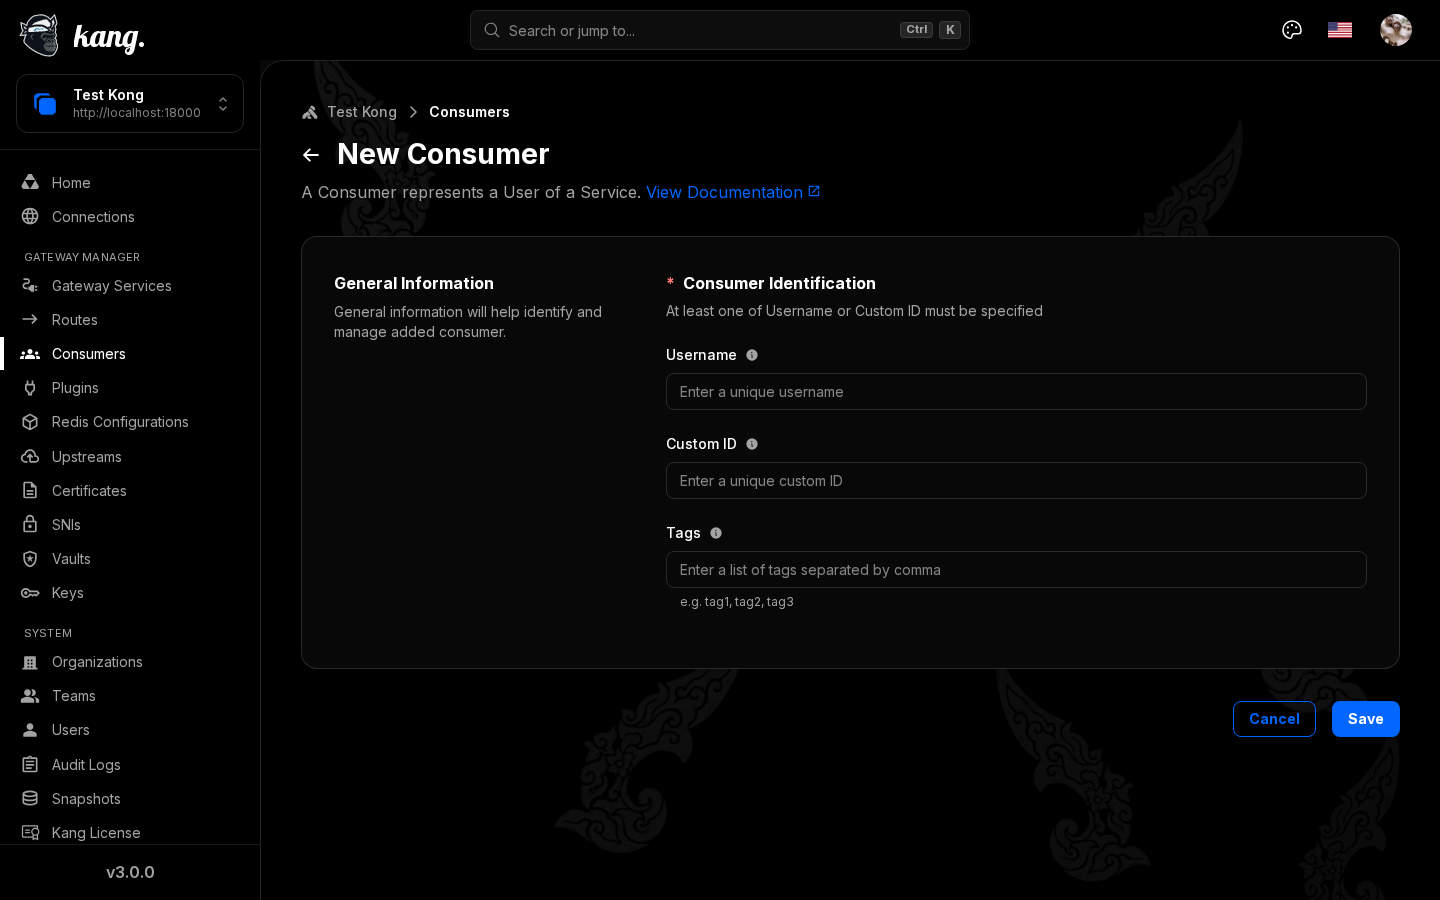 kang.
Search or jump to...
Ctrl
K
Test Kong
http://localhost:18000
Home
Connections
GATEWAY MANAGER
Gateway Services
Routes
Consumers
Plugins
Redis Configurations
Upstreams
Certificates
SNIs
Vaults
Keys
SYSTEM
Organizations
Teams
Users
Audit Logs
Snapshots
Kang License
v3.0.0
Test Kong
Consumers
New Consumer
A Consumer represents a User of a Service. View Documentation
General Information
General information will help identify and
manage added consumer.
* Consumer Identification
At least one of Username or Custom ID must be specified
Username
Enter a unique username
Custom ID
Enter a unique custom ID
Tags
Enter a list of tags separated by comma
e.g. tag1, tag2, tag3
Cancel
Save